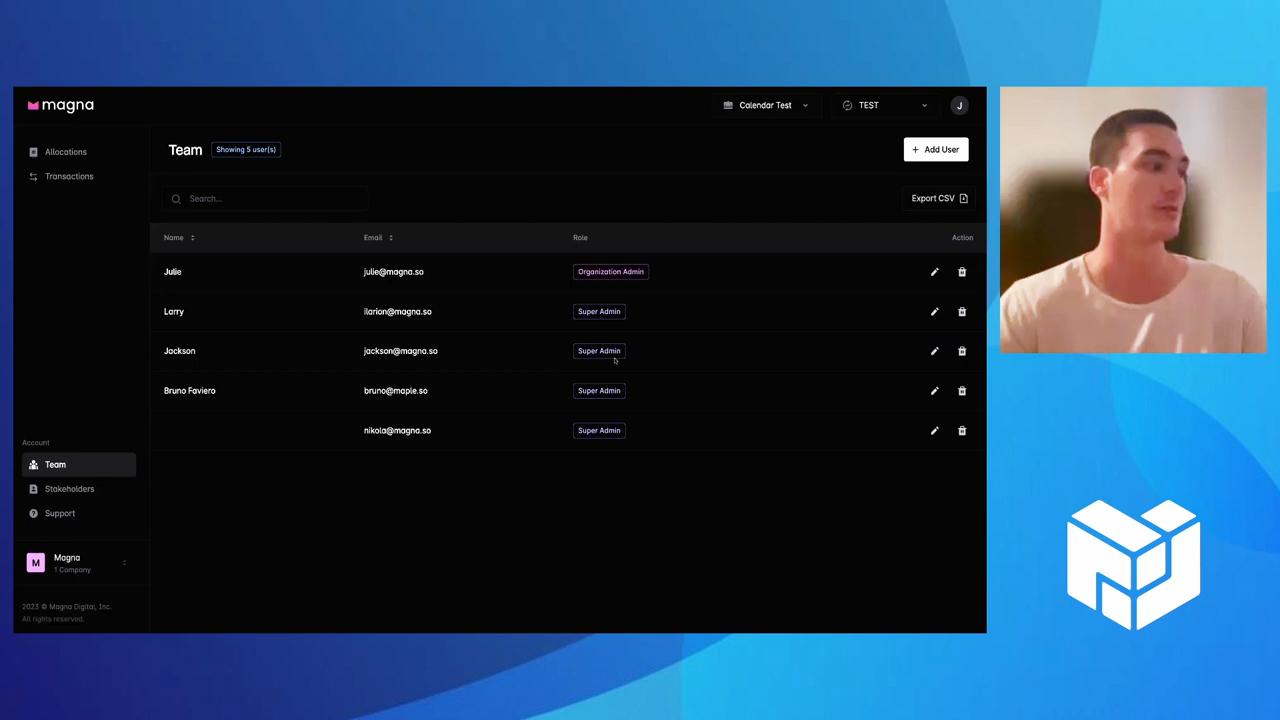 magna
Calendar Test
TEST
J
Allocations
Transactions
Team
Showing 5 user(s)
+ Add User
Search...
Export CSV
Name
Email
Role
Action
Julie
julie@magna.so
Organization Admin
Larry
ilarion@magna.so
Super Admin
Jackson
jackson@magna.so
Super Admin
Bruno Faviero
bruno@maple.so
Super Admin
nikola@magna.so
Super Admin
Account
Team
Stakeholders
Support
M
Magna
1 Company
2023 © Magna Digital, Inc.
All rights reserved.